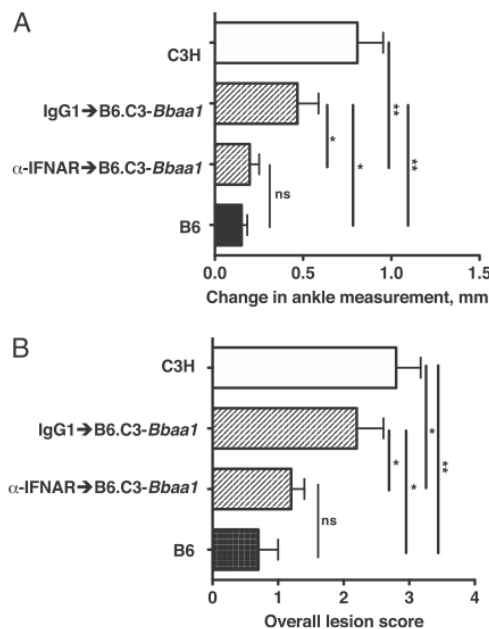 A
C3H
IgG1➔B6.C3-Bbaa1
α-IFNAR➔B6.C3-Bbaa1
B6
**
*
*
**
ns
0.0 0.5 1.0 1.5
Change in ankle measurement, mm
B
C3H
IgG1➔B6.C3-Bbaa1
α-IFNAR➔B6.C3-Bbaa1
B6
*
**
*
*
ns
0 1 2 3 4
Overall lesion score